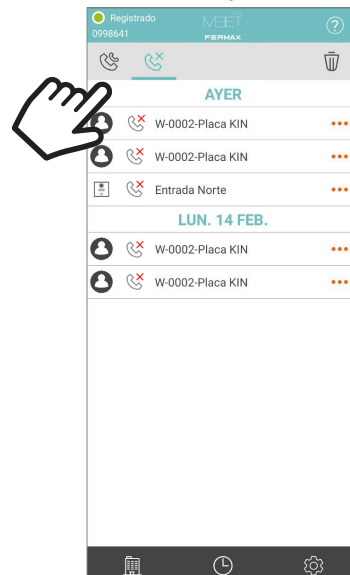 Registrado
0998641
MEET
FERMAX
?
AYER
W-0002-Placa KIN
W-0002-Placa KIN
Entrada Norte
LUN. 14 FEB.
W-0002-Placa KIN
W-0002-Placa KIN